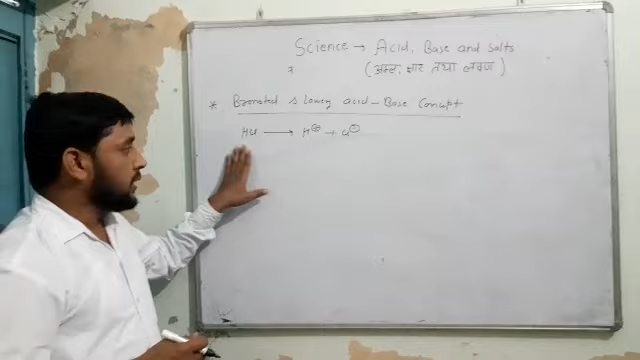 Science → Acid, Base and salts
(अम्ल, क्षार तथा लवण)
* Bronsted & Lowry acid-Base Concept
HCl ⟶ H⊕ + Cl⊖